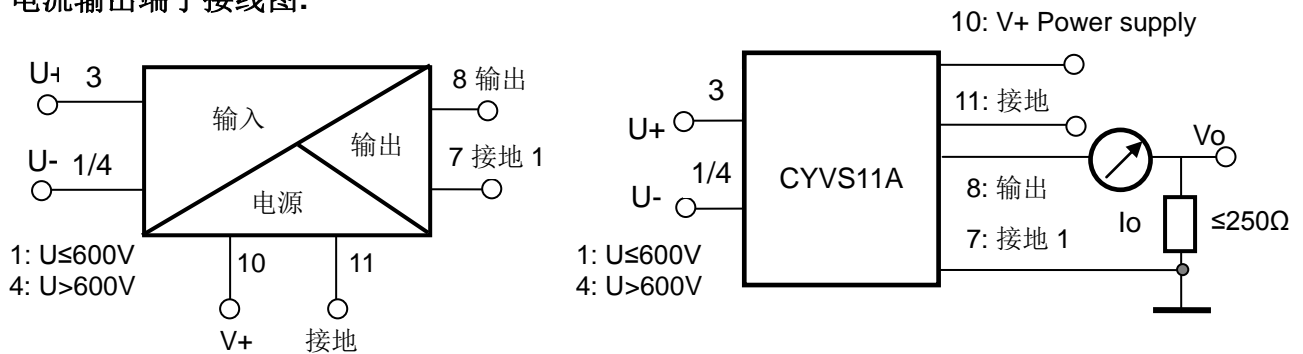 电流输出端子接线图:
U+ 3
输入
8 输出
U- 1/4
输出
7 接地 1
电源
1: U≤600V
4: U>600V
10
11
V+
接地
10: V+ Power supply
3
11: 接地
U+
Vo
1/4
CYVS11A
U-
8: 输出
Io
≤250Ω
7: 接地 1
1: U≤600V
4: U>600V